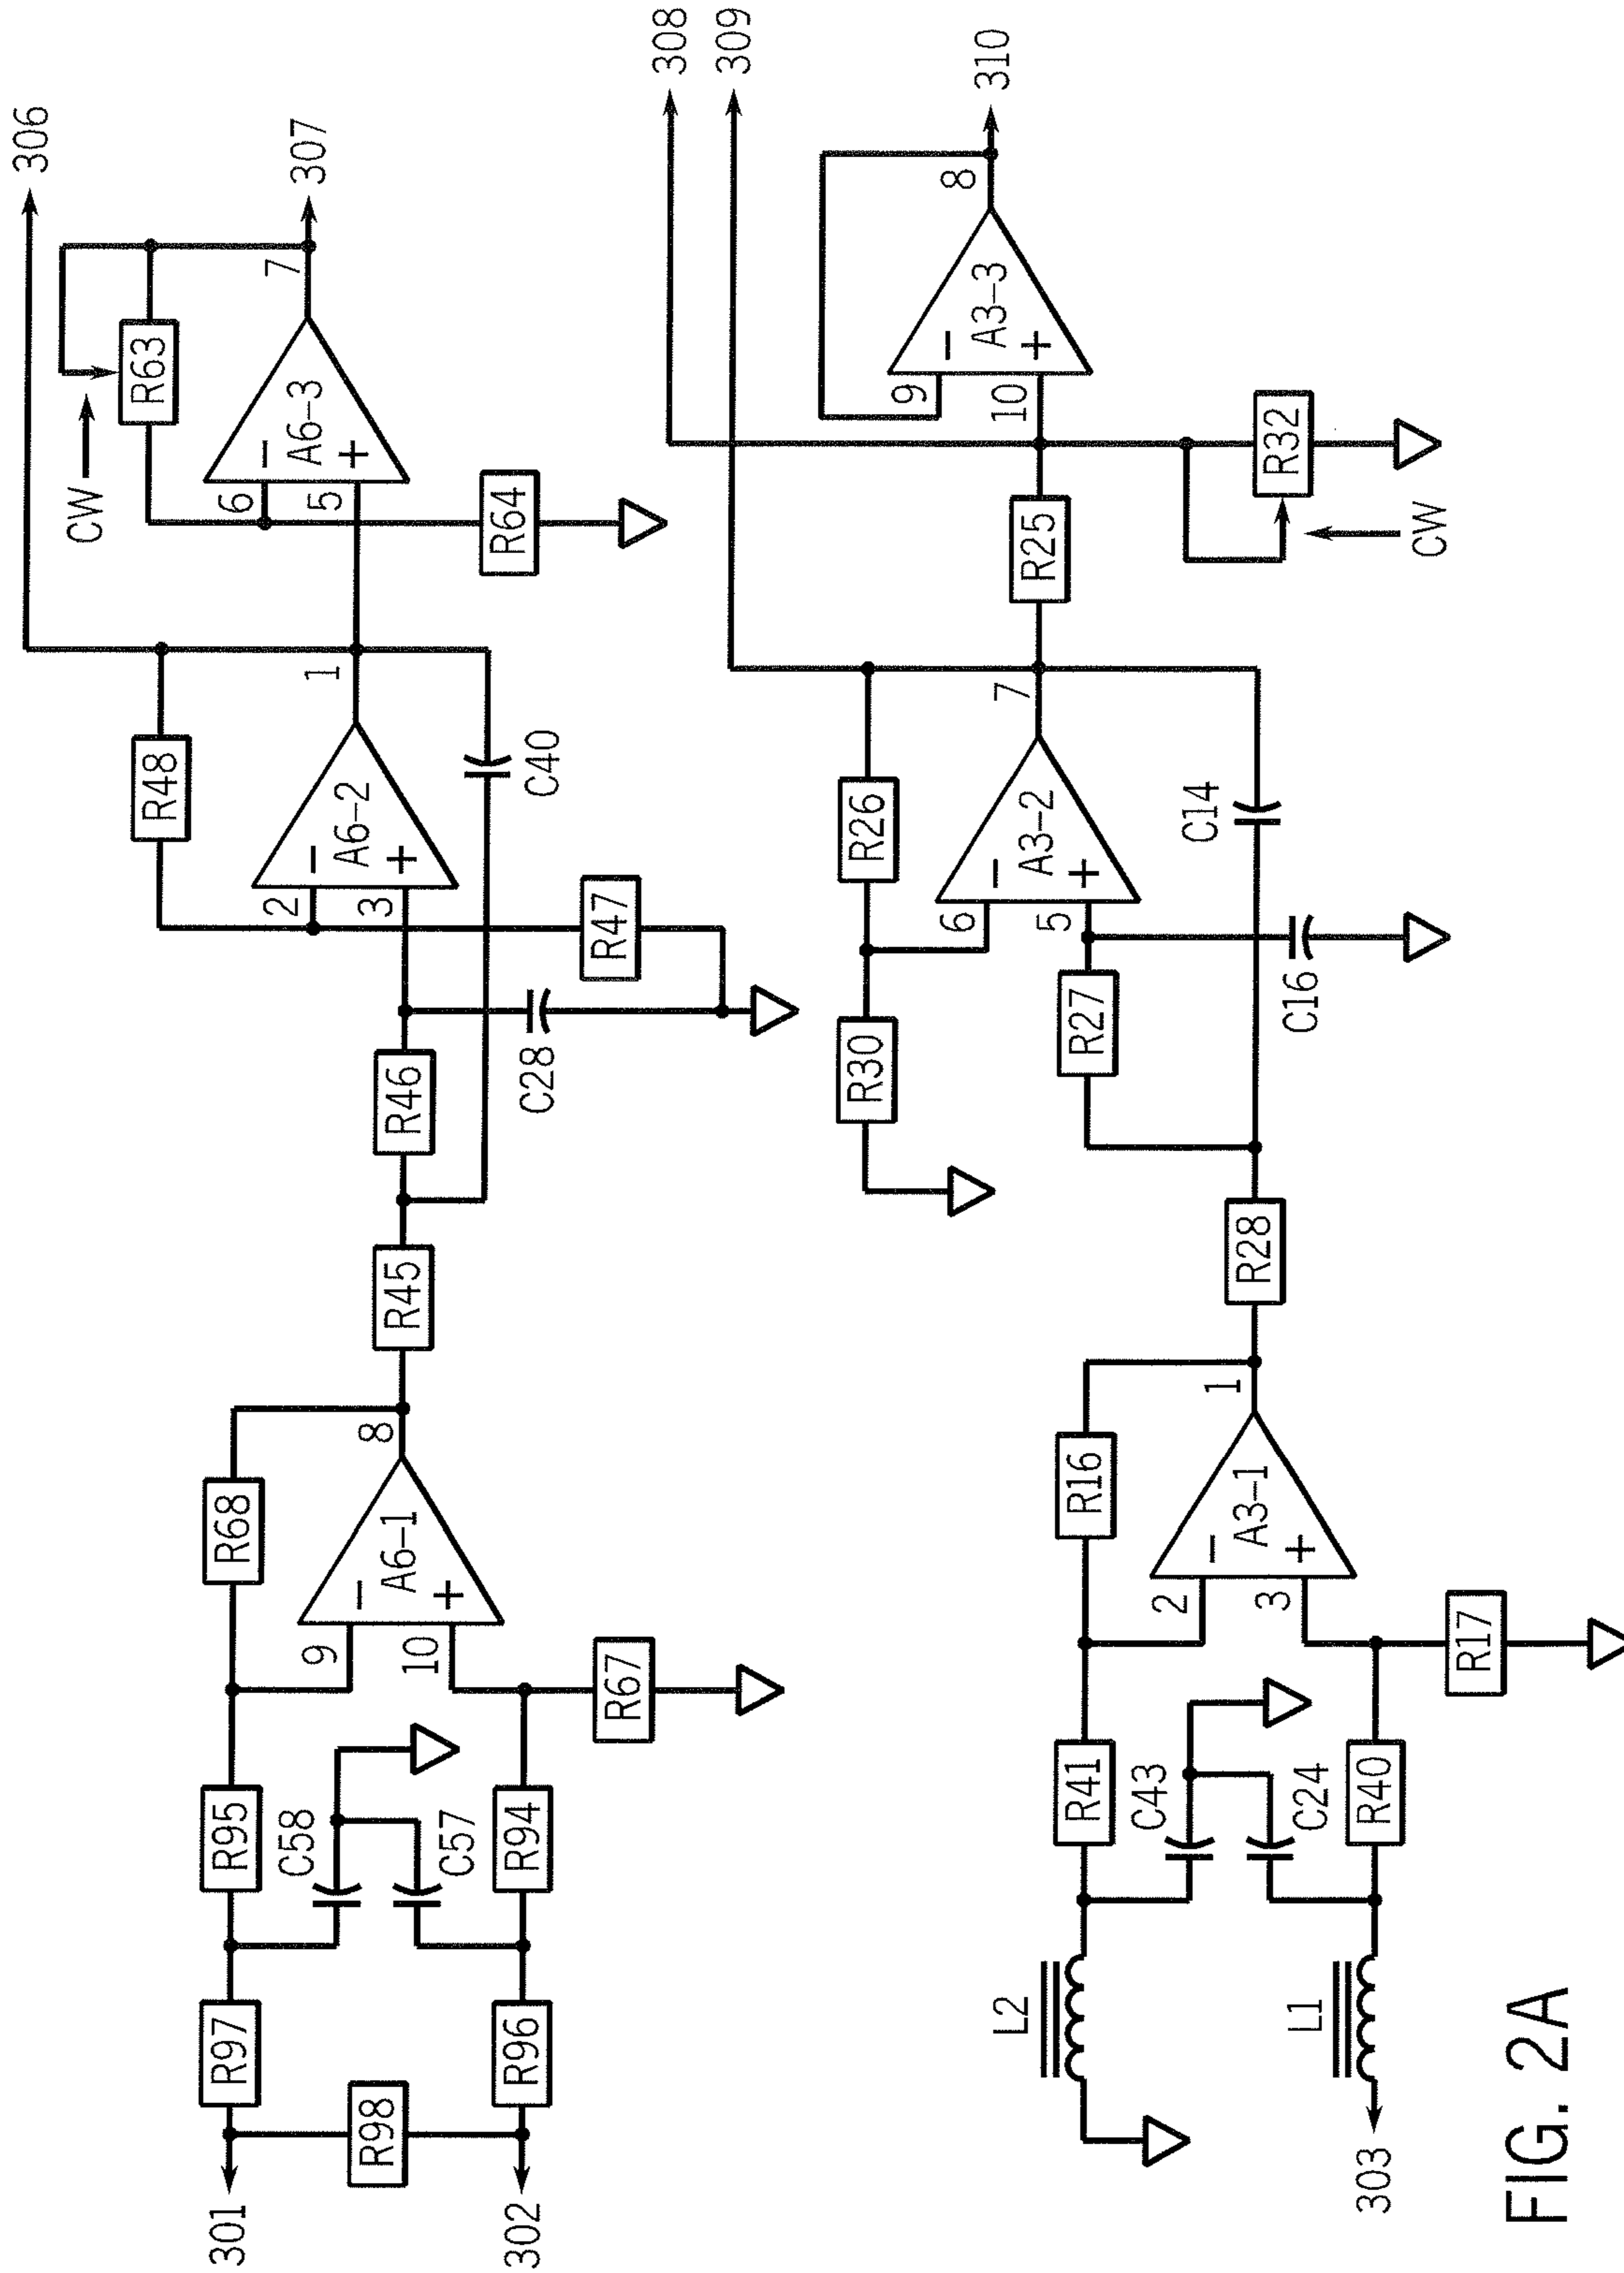 306
308
309
307
310
CW
R63
7
A6-3
−
+
6
5
R64
8
A3-3
−
+
9
10
R32
CW
R25
R48
1
A6-2
−
+
2
3
C40
R47
R46
C28
R26
7
A3-2
−
+
6
5
C14
R27
C16
R30
R45
R28
R68
8
A6-1
−
+
9
10
R67
R16
1
A3-1
−
+
2
3
R17
R95
C58
C57
R94
R41
C43
C24
R40
R97
R98
R96
L2
L1
301
302
303
FIG. 2A